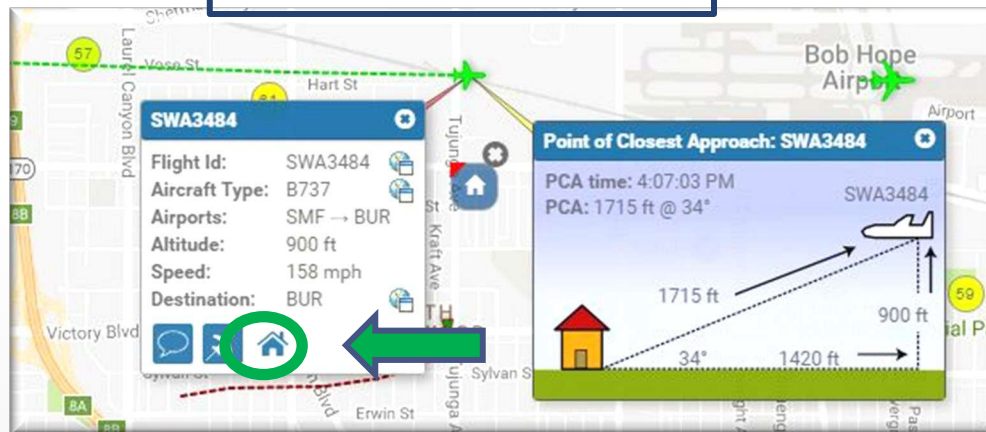 57
Laurel Canyon Blvd
Vose St
Hart St
Bob Hope
Airport
Airport
170
8B
SWA3484
Flight Id: SWA3484
Aircraft Type: B737
Airports: SMF → BUR
Altitude: 900 ft
Speed: 158 mph
Destination: BUR
Tujunga Ave
St
Kraft Ave
Point of Closest Approach: SWA3484
PCA time: 4:07:03 PM
PCA: 1715 ft @ 34°
SWA3484
1715 ft
900 ft
34°
1420 ft
59
Victory Blvd
Sylvan St
Sylvan S
Erwin St
8A
8B